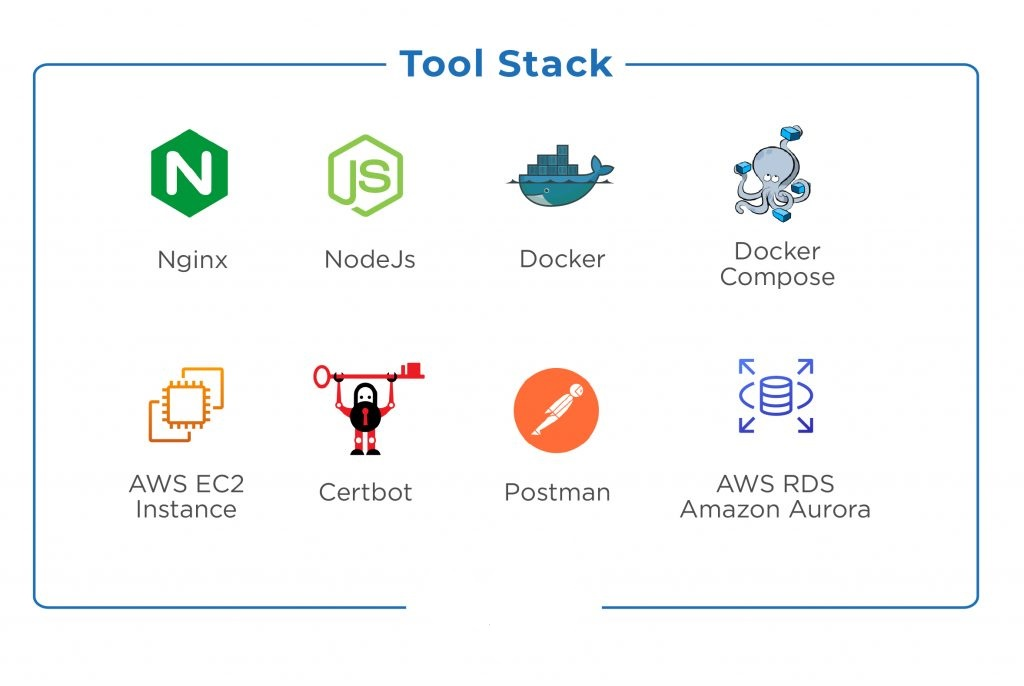 Tool Stack
N
JS
Nginx
NodeJs
Docker
Docker
Compose
AWS EC2
Instance
Certbot
Postman
AWS RDS
Amazon Aurora